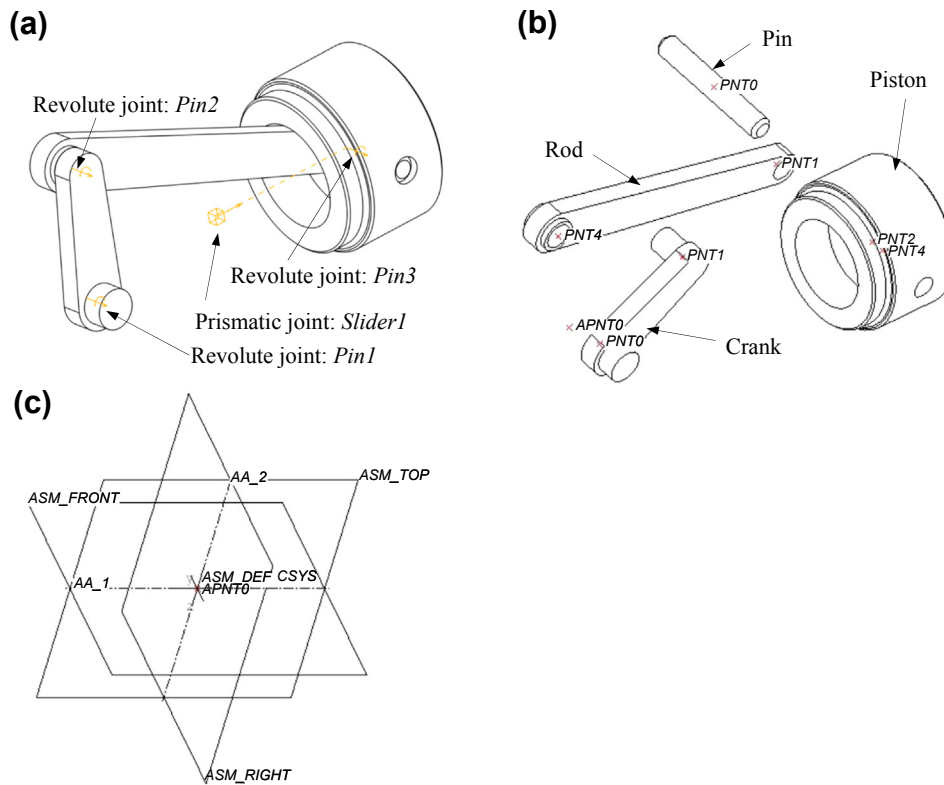 (a)
Revolute joint: Pin2
Revolute joint: Pin3
Prismatic joint: Slider1
Revolute joint: Pin1
(b)
Pin
PNT0
Piston
Rod
PNT1
PNT4
PNT2
PNT4
PNT1
APNT0
PNT0
Crank
(c)
AA_2
ASM_TOP
ASM_FRONT
ASM_DEF CSYS
AA_1
APNT0
ASM_RIGHT